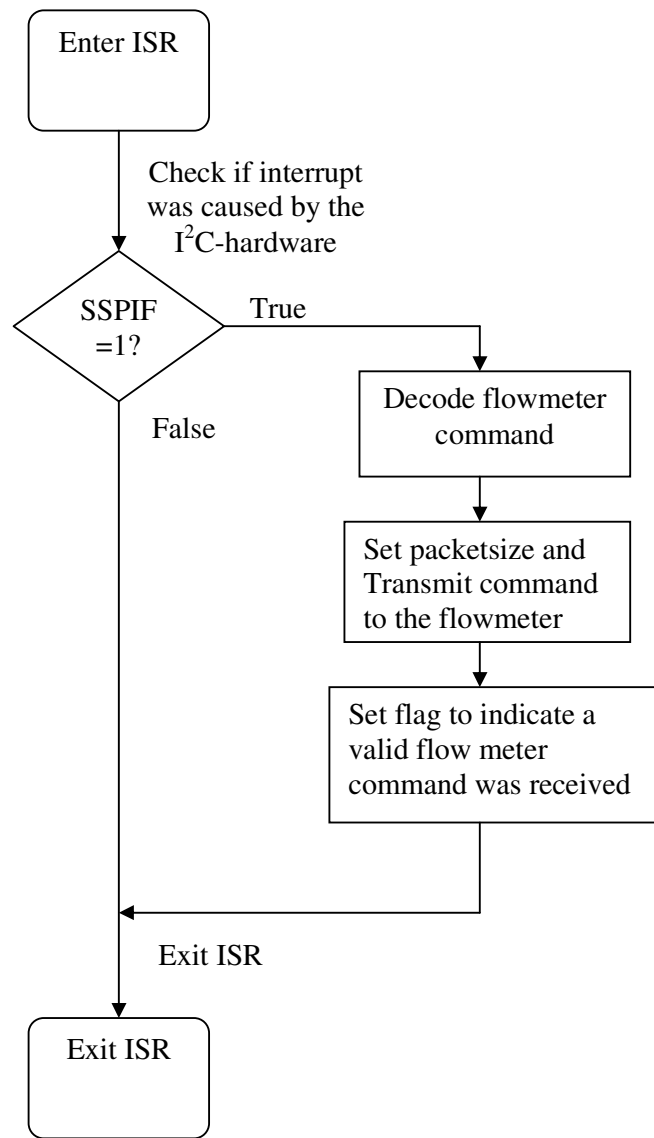 Enter ISR
Check if interrupt
was caused by the
I²C-hardware
SSPIF
=1?
True
False
Decode flowmeter
command
Set packetsize and
Transmit command
to the flowmeter
Set flag to indicate a
valid flow meter
command was received
Exit ISR
Exit ISR